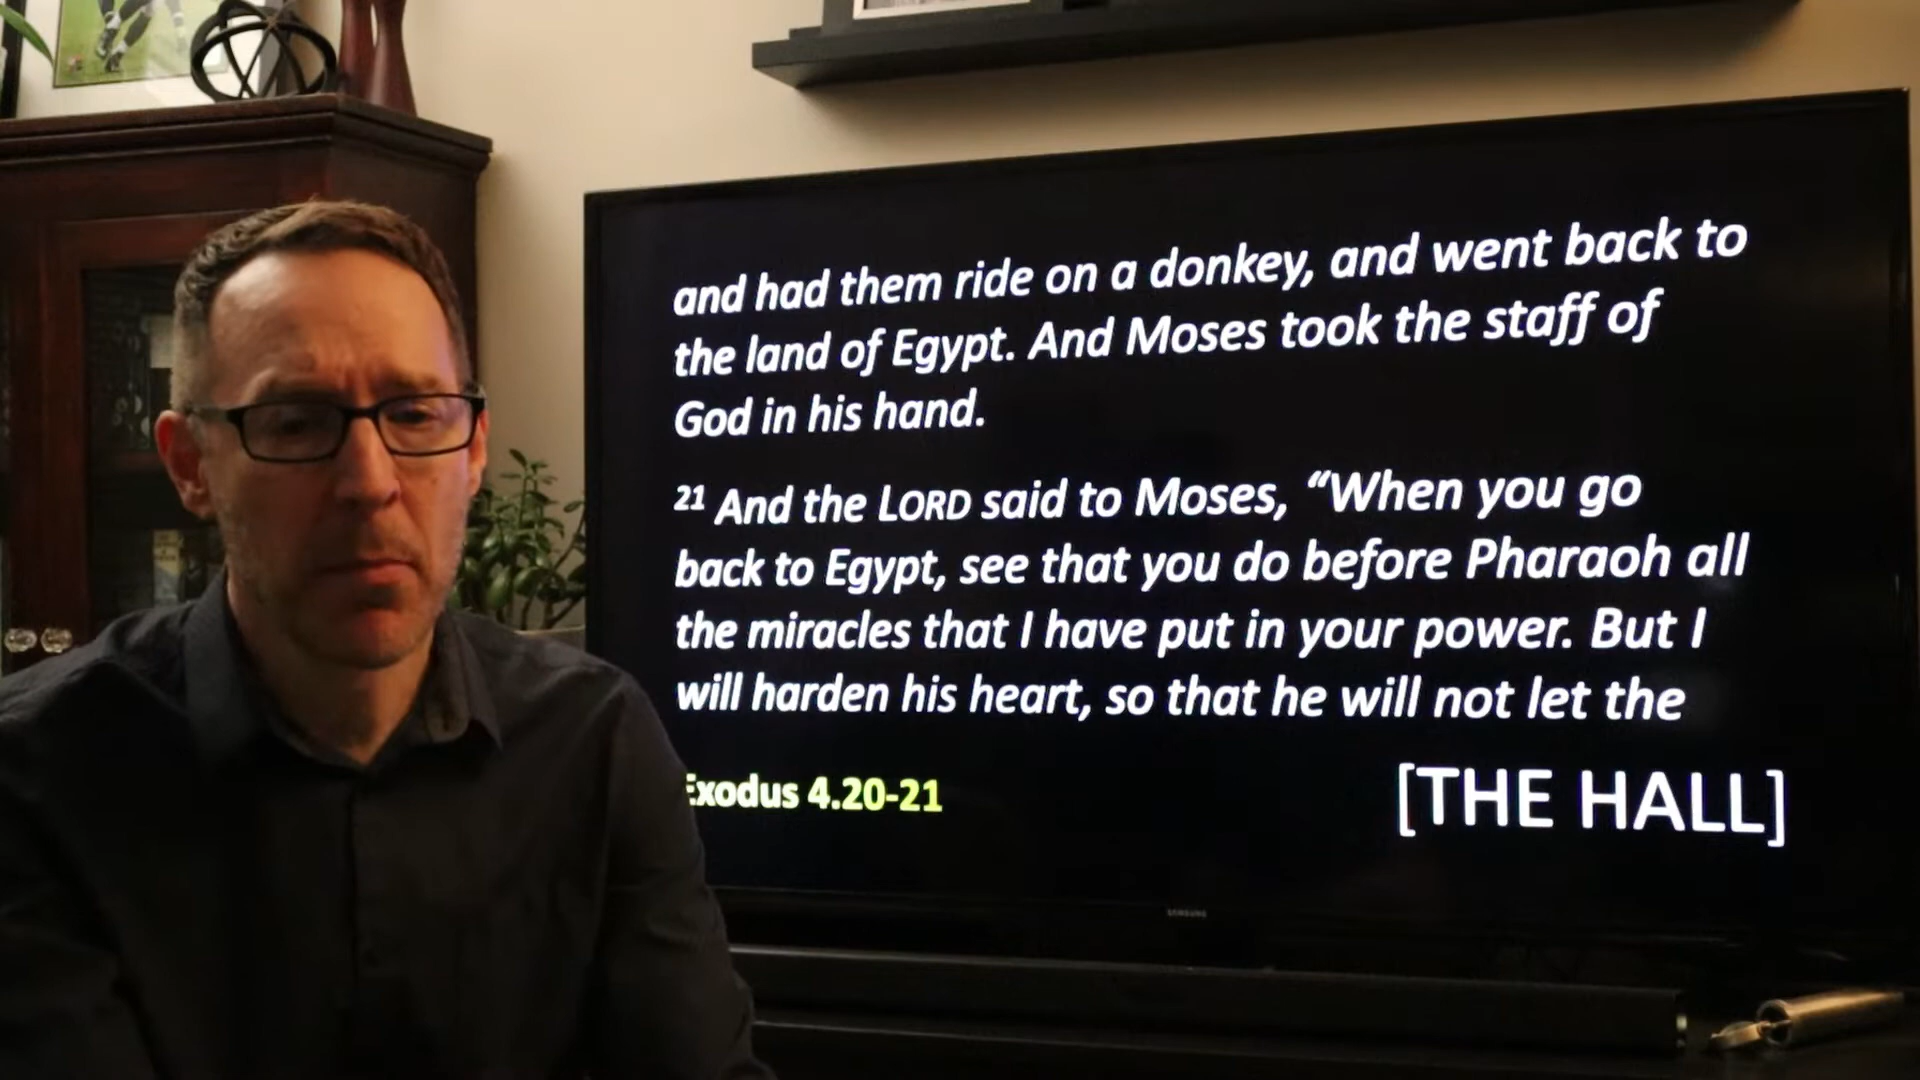 and had them ride on a donkey, and went back to
the land of Egypt. And Moses took the staff of
God in his hand.
21 And the LORD said to Moses, “When you go
back to Egypt, see that you do before Pharaoh all
the miracles that I have put in your power. But I
will harden his heart, so that he will not let the
Exodus 4.20-21
[THE HALL]
SAMSUNG